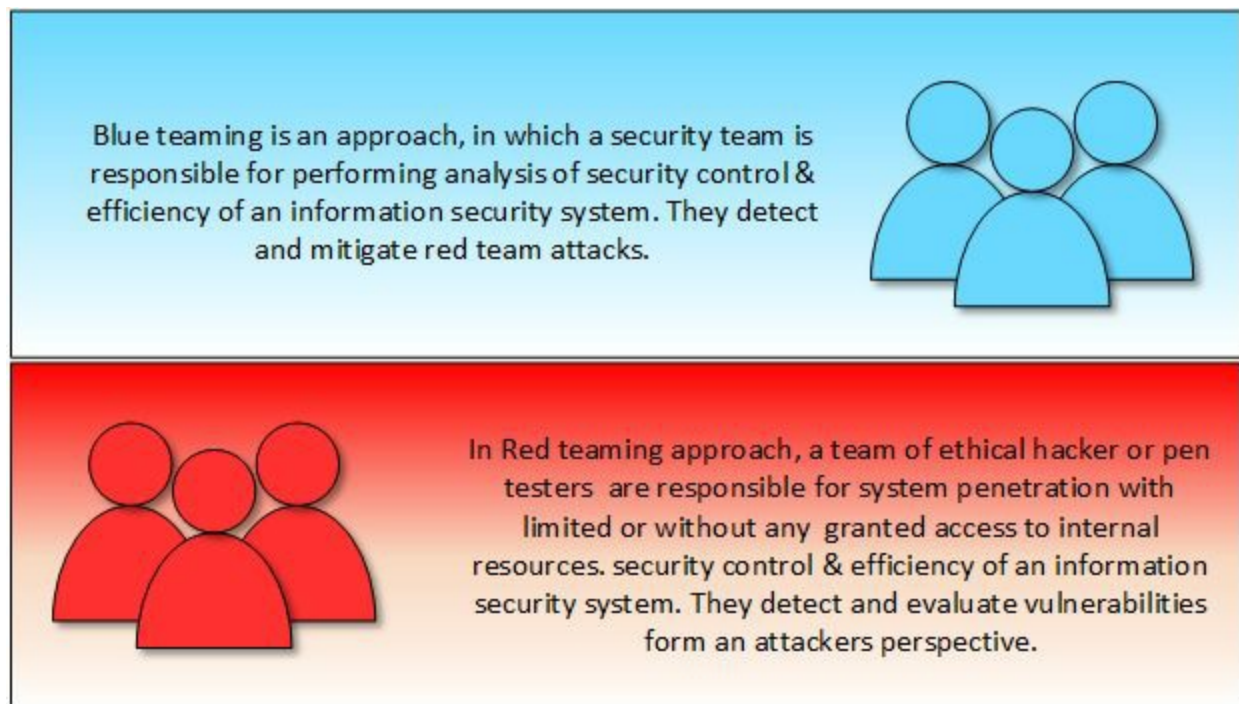 Blue teaming is an approach, in which a security team is
responsible for performing analysis of security control &
efficiency of an information security system. They detect
and mitigate red team attacks.
In Red teaming approach, a team of ethical hacker or pen
testers are responsible for system penetration with
limited or without any granted access to internal
resources. security control & efficiency of an information
security system. They detect and evaluate vulnerabilities
form an attackers perspective.